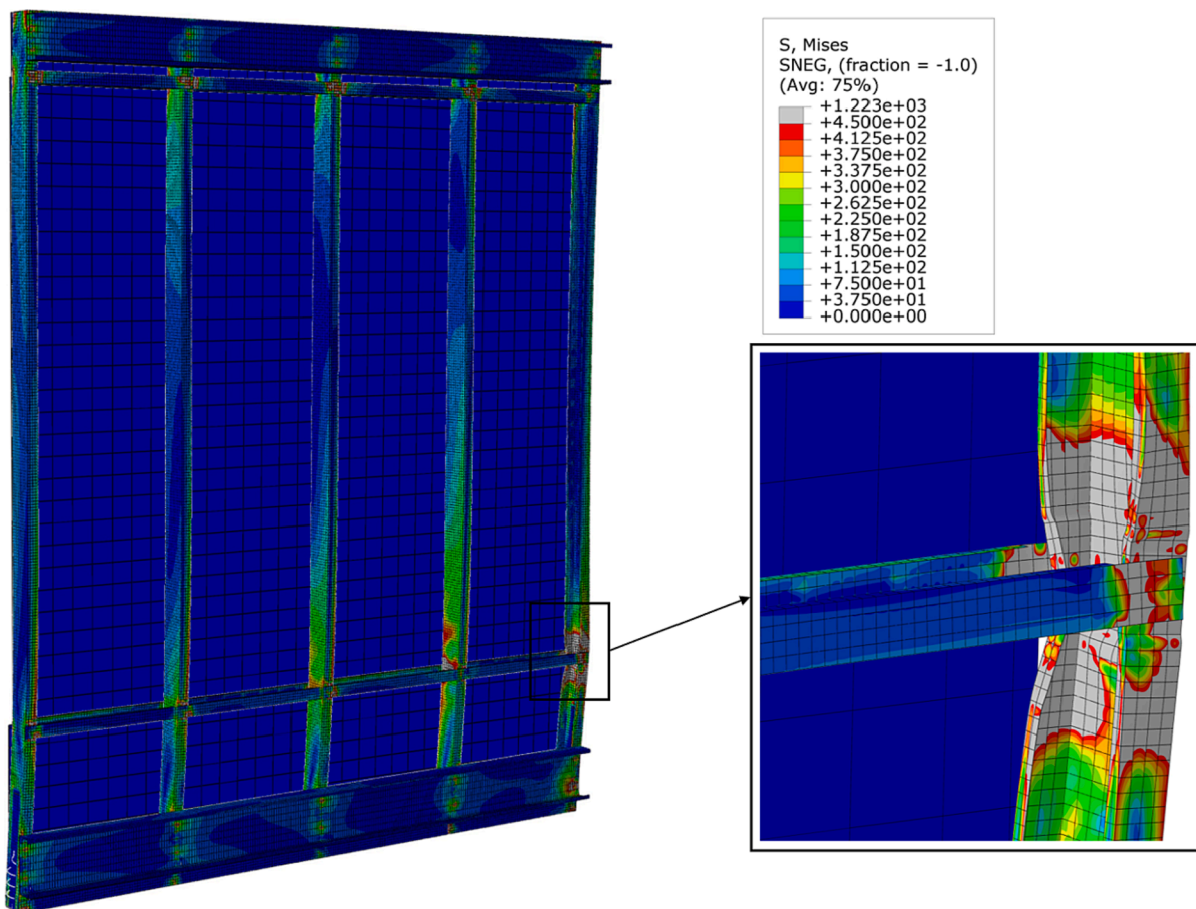 S, Mises
SNEG, (fraction = -1.0)
(Avg: 75%)
+1.223e+03
+4.500e+02
+4.125e+02
+3.750e+02
+3.375e+02
+3.000e+02
+2.625e+02
+2.250e+02
+1.875e+02
+1.500e+02
+1.125e+02
+7.500e+01
+3.750e+01
+0.000e+00